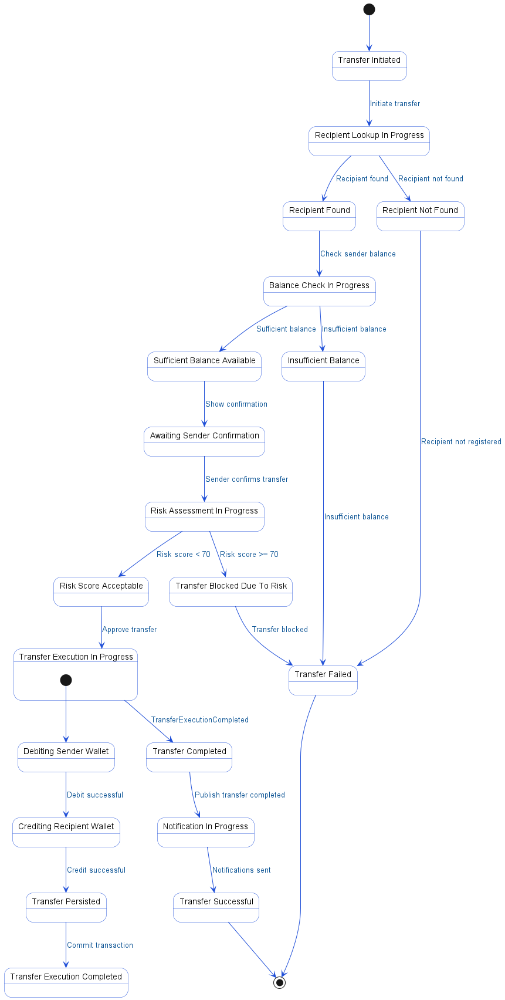 Transfer Initiated
Initiate transfer
Recipient Lookup In Progress
Recipient found
Recipient not found
Recipient Found
Recipient Not Found
Check sender balance
Balance Check In Progress
Sufficient balance
Insufficient balance
Sufficient Balance Available
Insufficient Balance
Show confirmation
Awaiting Sender Confirmation
Recipient not registered
Sender confirms transfer
Risk Assessment In Progress
Insufficient balance
Risk score < 70
Risk score >= 70
Risk Score Acceptable
Transfer Blocked Due To Risk
Approve transfer
Transfer blocked
Transfer Execution In Progress
Transfer Failed
TransferExecutionCompleted
Debiting Sender Wallet
Transfer Completed
Debit successful
Publish transfer completed
Crediting Recipient Wallet
Notification In Progress
Credit successful
Notifications sent
Transfer Persisted
Transfer Successful
Commit transaction
Transfer Execution Completed